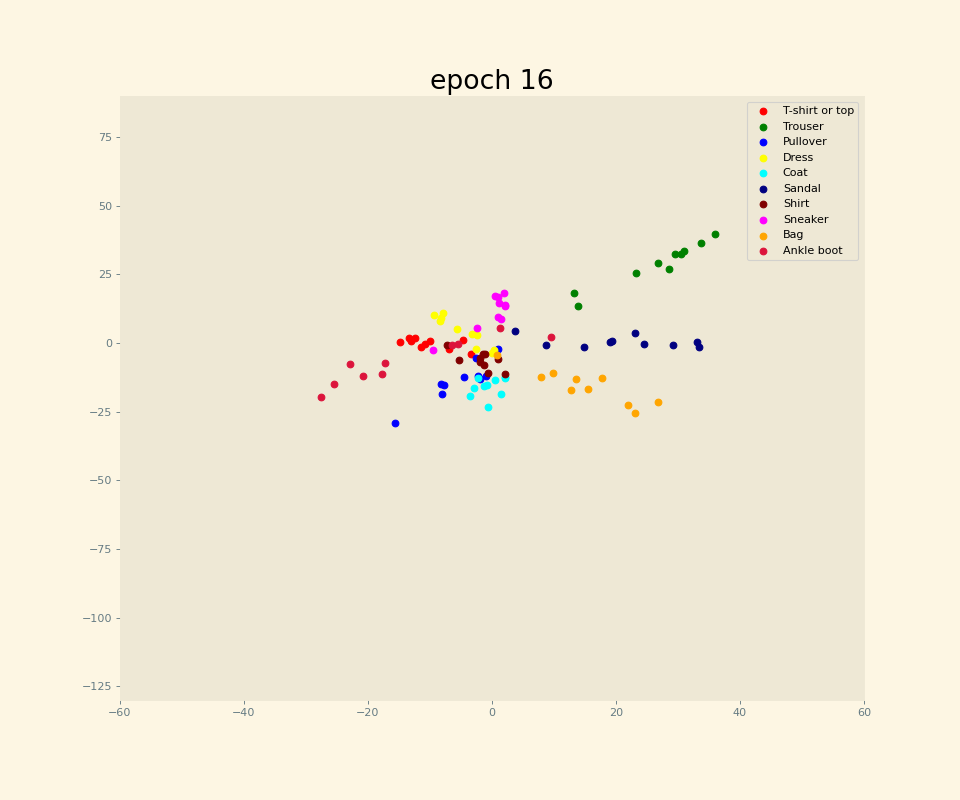 epoch 16
T-shirt or top
Trouser
Pullover
Dress
Coat
Sandal
Shirt
Sneaker
Bag
Ankle boot
75
50
25
0
−25
−50
−75
−100
−125
−60 −40 −20 0 20 40 60